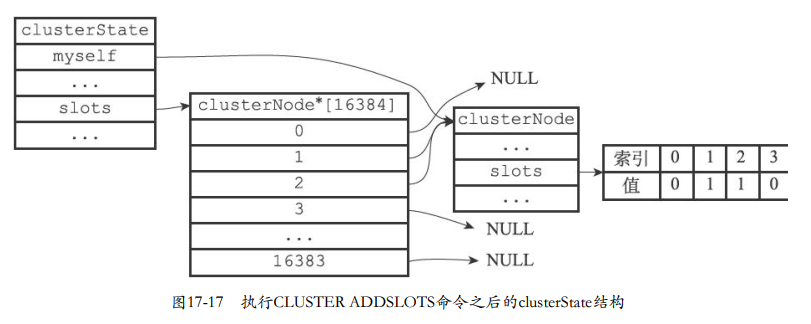 clusterState
myself
...
slots
...
clusterNode*[16384]
0
1
2
3
...
16383
NULL
clusterNode
...
slots
...
NULL
NULL
索引 0 1 2 3
值 0 1 1 0
图17-17 执行CLUSTER ADDSLOTS命令之后的clusterState结构